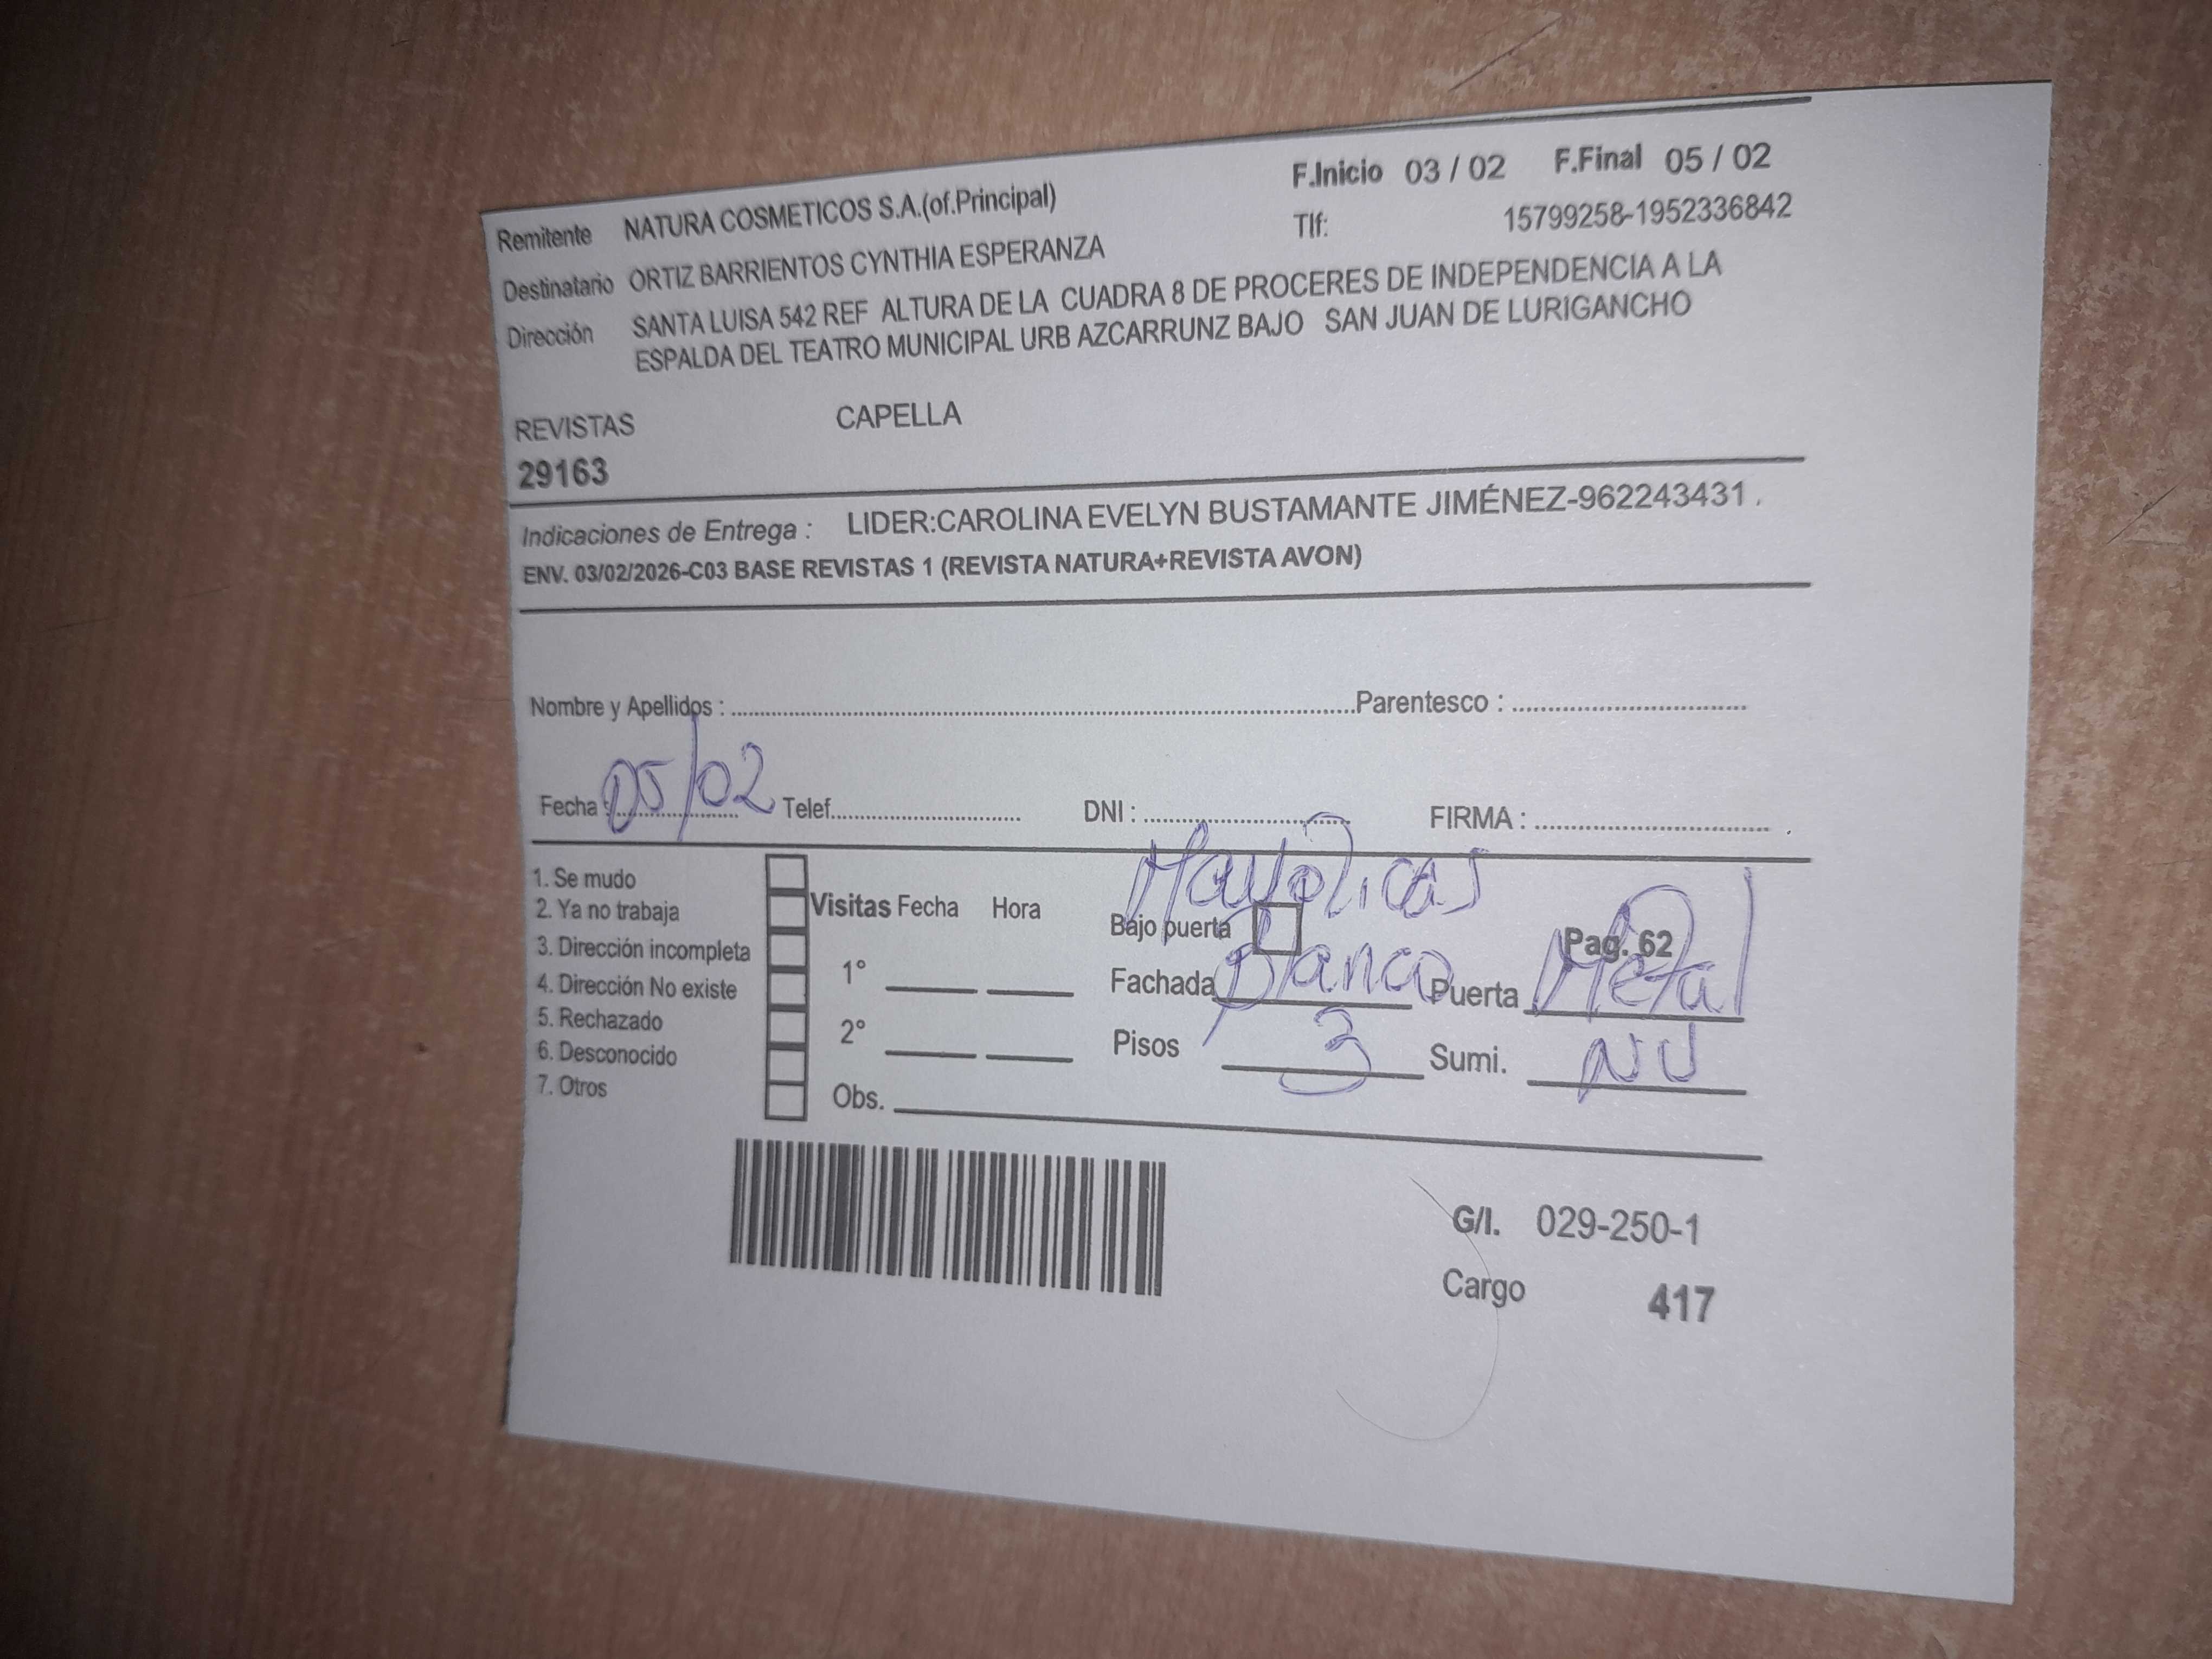 Remitente NATURA COSMETICOS S.A.(of.Principal) F.Inicio 03 / 02 F.Final 05 / 02
Tlf: 15799258-1952336842
Destinatario ORTIZ BARRIENTOS CYNTHIA ESPERANZA
Dirección SANTA LUISA 542 REF ALTURA DE LA CUADRA 8 DE PROCERES DE INDEPENDENCIA A LA
ESPALDA DEL TEATRO MUNICIPAL URB AZCARRUNZ BAJO SAN JUAN DE LURIGANCHO
REVISTAS CAPELLA
29163
Indicaciones de Entrega : LIDER:CAROLINA EVELYN BUSTAMANTE JIMÉNEZ-962243431 .
ENV. 03/02/2026-C03 BASE REVISTAS 1 (REVISTA NATURA+REVISTA AVON)
Nombre y Apellidos : Parentesco :
Fecha : 05/02 Telef. DNI : FIRMA :
Mayolicas
1. Se mudo
2. Ya no trabaja
3. Dirección incompleta
4. Dirección No existe
5. Rechazado
6. Desconocido
7. Otros
Visitas Fecha Hora
1°
2°
Obs.
Bajo puerta Pag. 62
Fachada Blanca Puerta Metal
Pisos 3 Sumi. NU
G/I. 029-250-1
Cargo 417